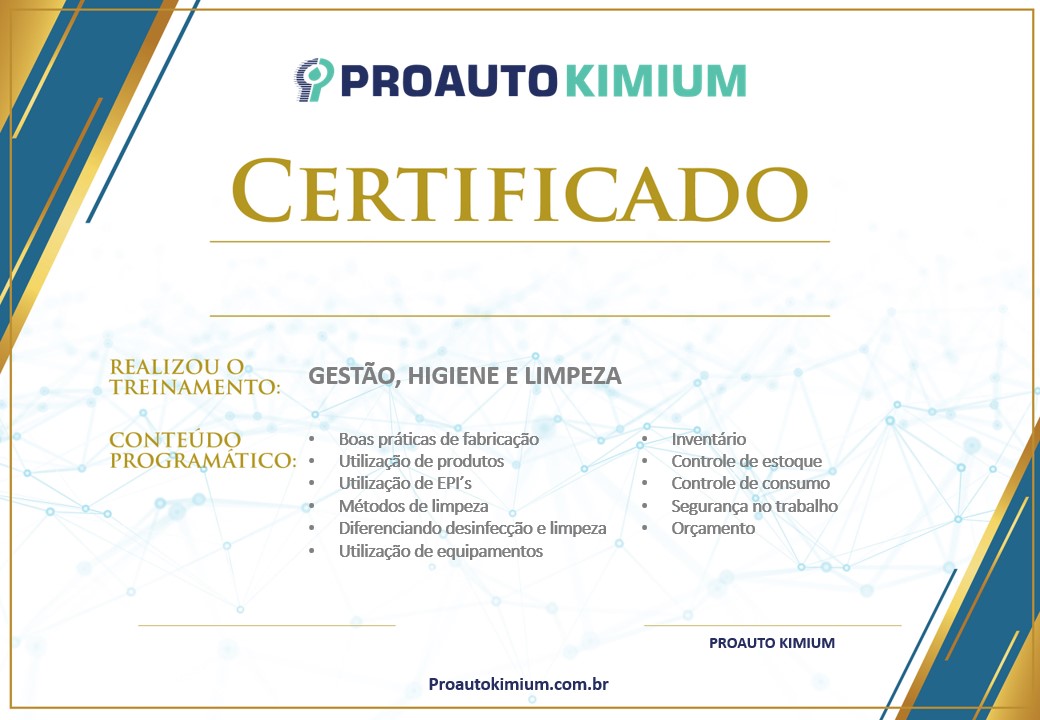 PROAUTO KIMIUM
CERTIFICADO
REALIZOU O
TREINAMENTO:
GESTÃO, HIGIENE E LIMPEZA
CONTEÚDO
PROGRAMÁTICO:
• Boas práticas de fabricação
• Utilização de produtos
• Utilização de EPI´s
• Métodos de limpeza
• Diferenciando desinfecção e limpeza
• Utilização de equipamentos
• Inventário
• Controle de estoque
• Controle de consumo
• Segurança no trabalho
• Orçamento
PROAUTO KIMIUM
Proautokimium.com.br